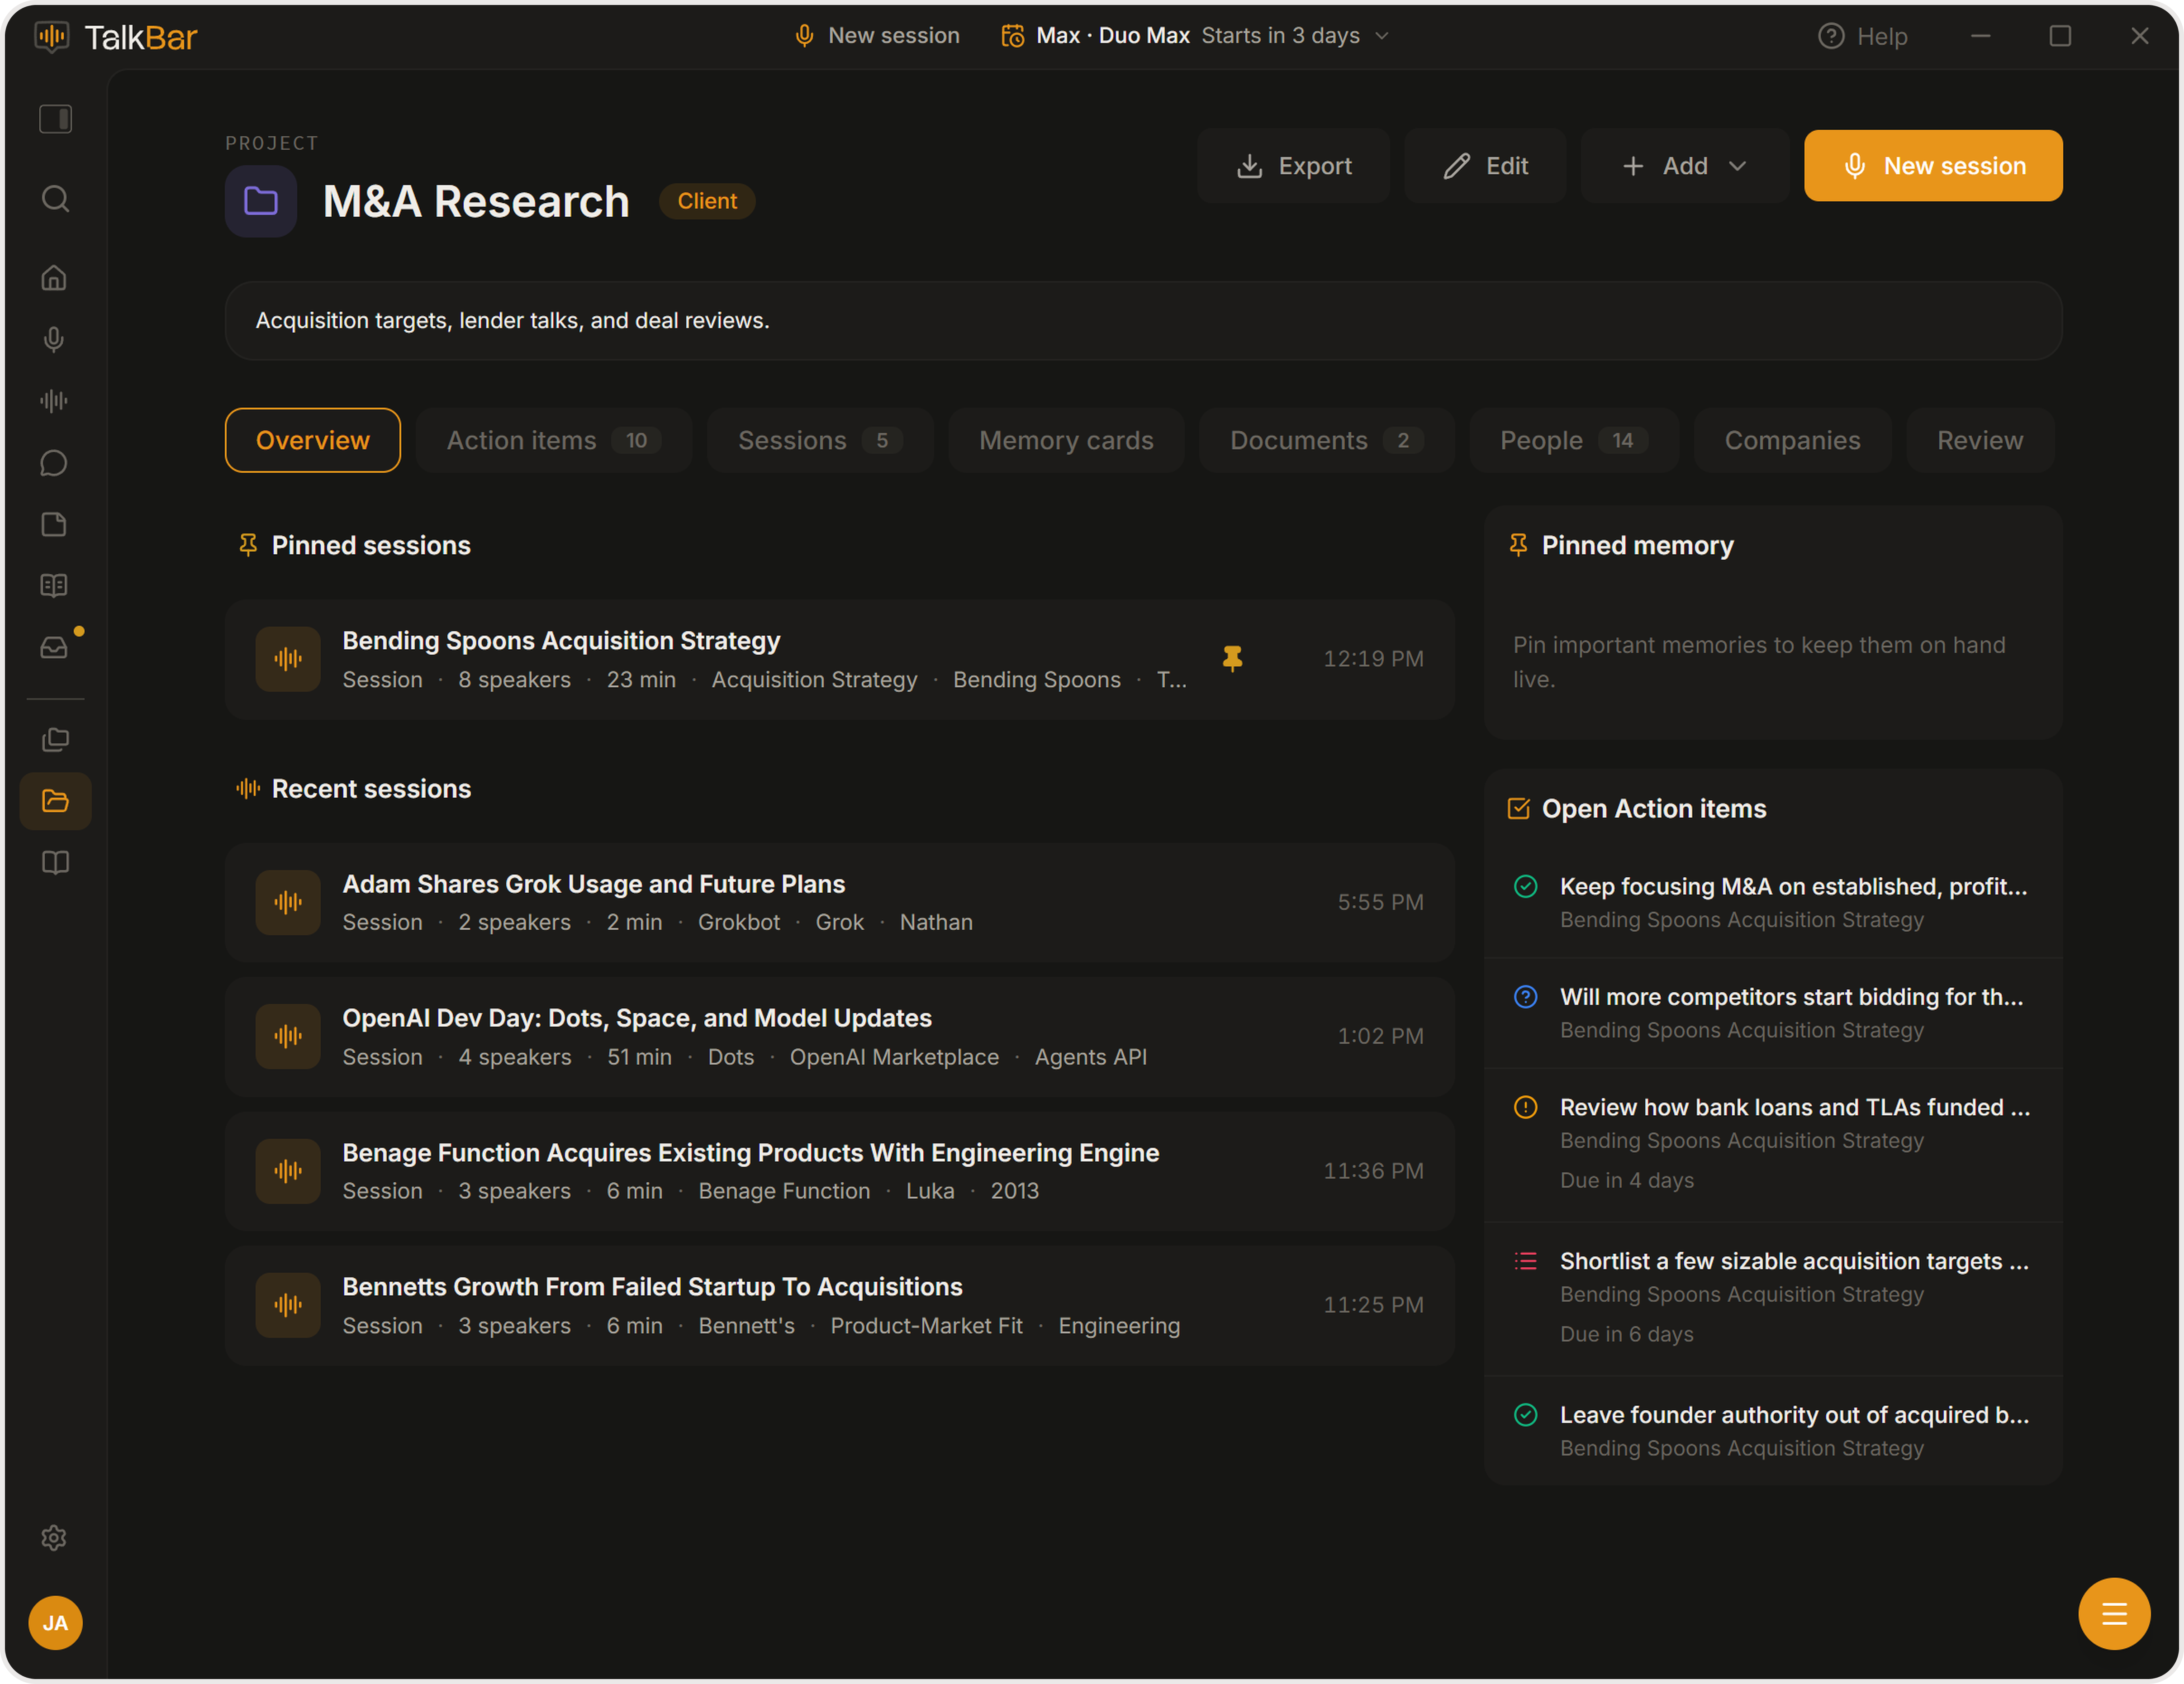 TalkBar
New session
Max · Duo Max Starts in 3 days
Help
PROJECT
M&A Research
Client
Export
Edit
Add
New session
Acquisition targets, lender talks, and deal reviews.
Overview
Action items 10
Sessions 5
Memory cards
Documents 2
People 14
Companies
Review
Pinned sessions
Bending Spoons Acquisition Strategy
Session · 8 speakers · 23 min · Acquisition Strategy · Bending Spoons · T...
12:19 PM
Recent sessions
Adam Shares Grok Usage and Future Plans
Session · 2 speakers · 2 min · Grokbot · Grok · Nathan
5:55 PM
OpenAI Dev Day: Dots, Space, and Model Updates
Session · 4 speakers · 51 min · Dots · OpenAI Marketplace · Agents API
1:02 PM
Benage Function Acquires Existing Products With Engineering Engine
Session · 3 speakers · 6 min · Benage Function · Luka · 2013
11:36 PM
Bennetts Growth From Failed Startup To Acquisitions
Session · 3 speakers · 6 min · Bennett's · Product-Market Fit · Engineering
11:25 PM
Pinned memory
Pin important memories to keep them on hand
live.
Open Action items
Keep focusing M&A on established, profit...
Bending Spoons Acquisition Strategy
Will more competitors start bidding for th...
Bending Spoons Acquisition Strategy
Review how bank loans and TLAs funded ...
Bending Spoons Acquisition Strategy
Due in 4 days
Shortlist a few sizable acquisition targets ...
Bending Spoons Acquisition Strategy
Due in 6 days
Leave founder authority out of acquired b...
Bending Spoons Acquisition Strategy
JA